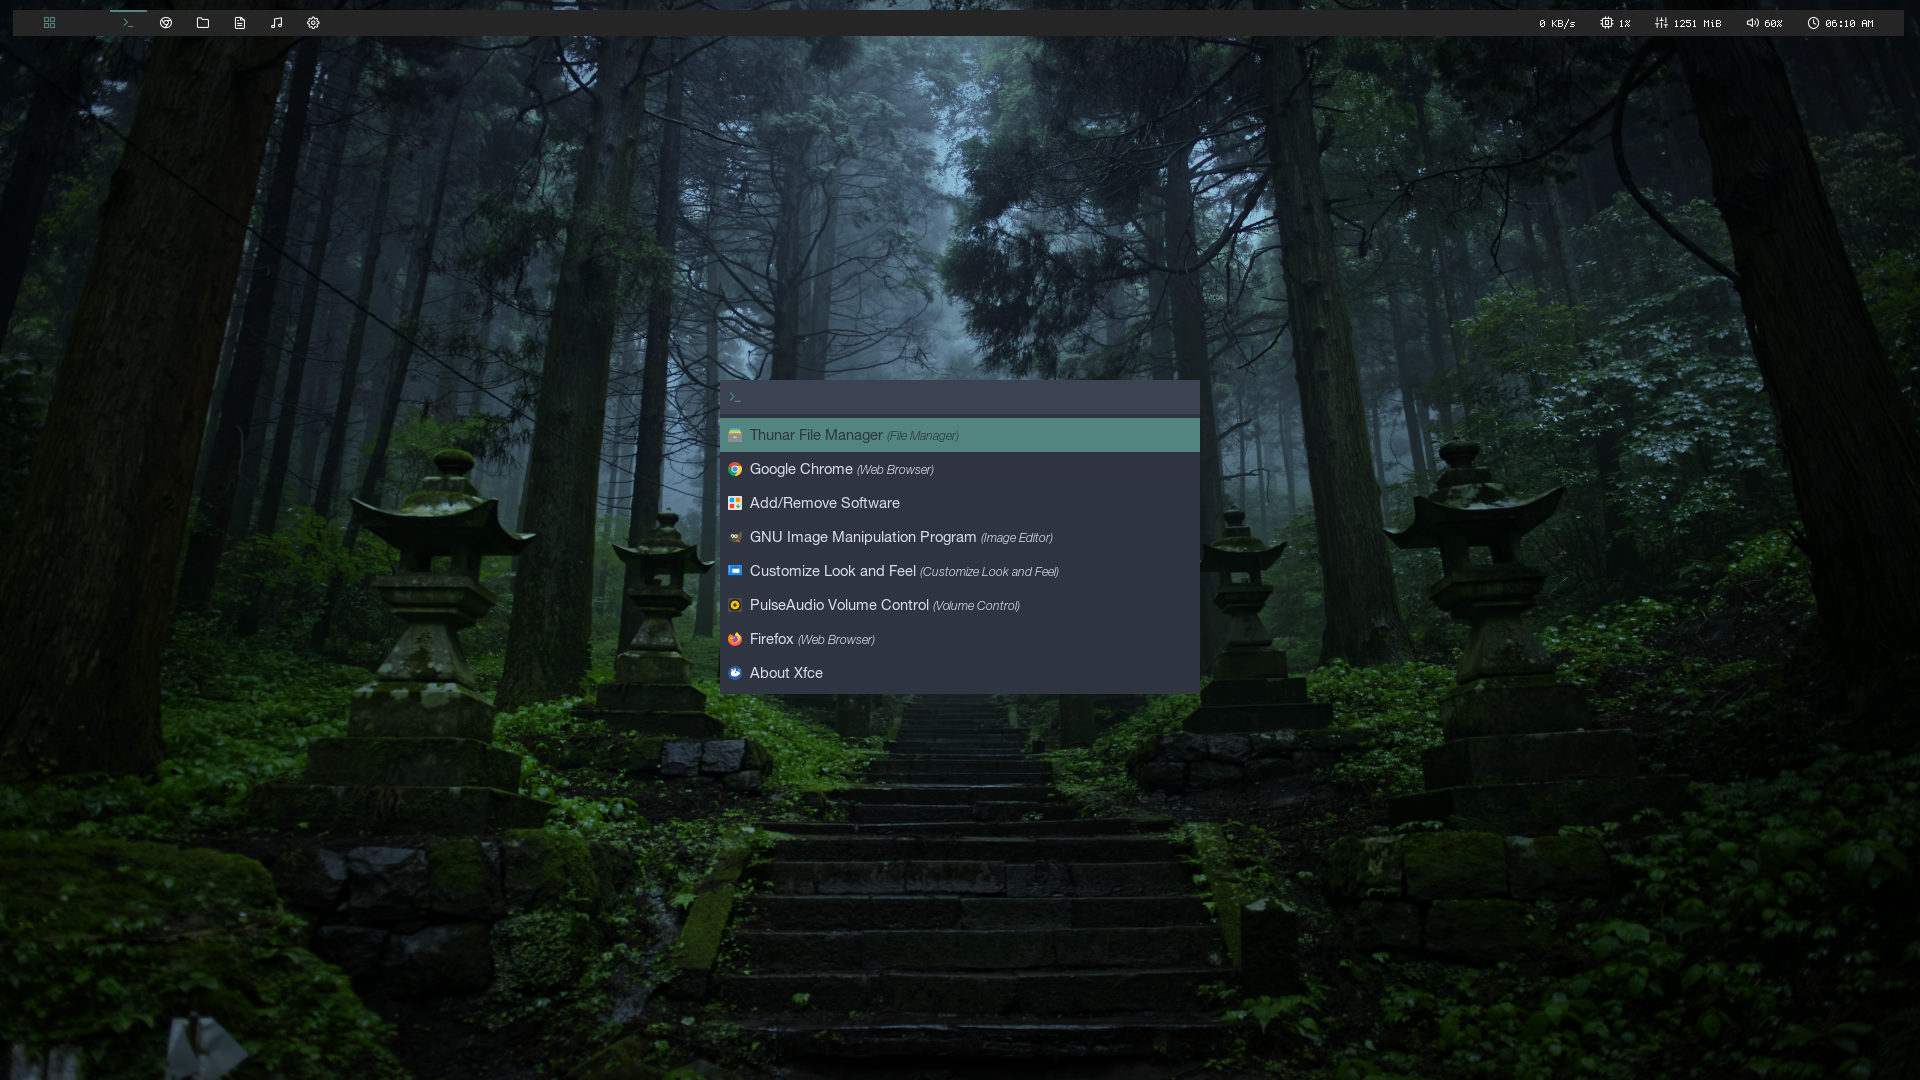 0 KB/s 1% 1251 MiB 60% 06:10 AM
Thunar File Manager (File Manager)
Google Chrome (Web Browser)
Add/Remove Software
GNU Image Manipulation Program (Image Editor)
Customize Look and Feel (Customize Look and Feel)
PulseAudio Volume Control (Volume Control)
Firefox (Web Browser)
About Xfce